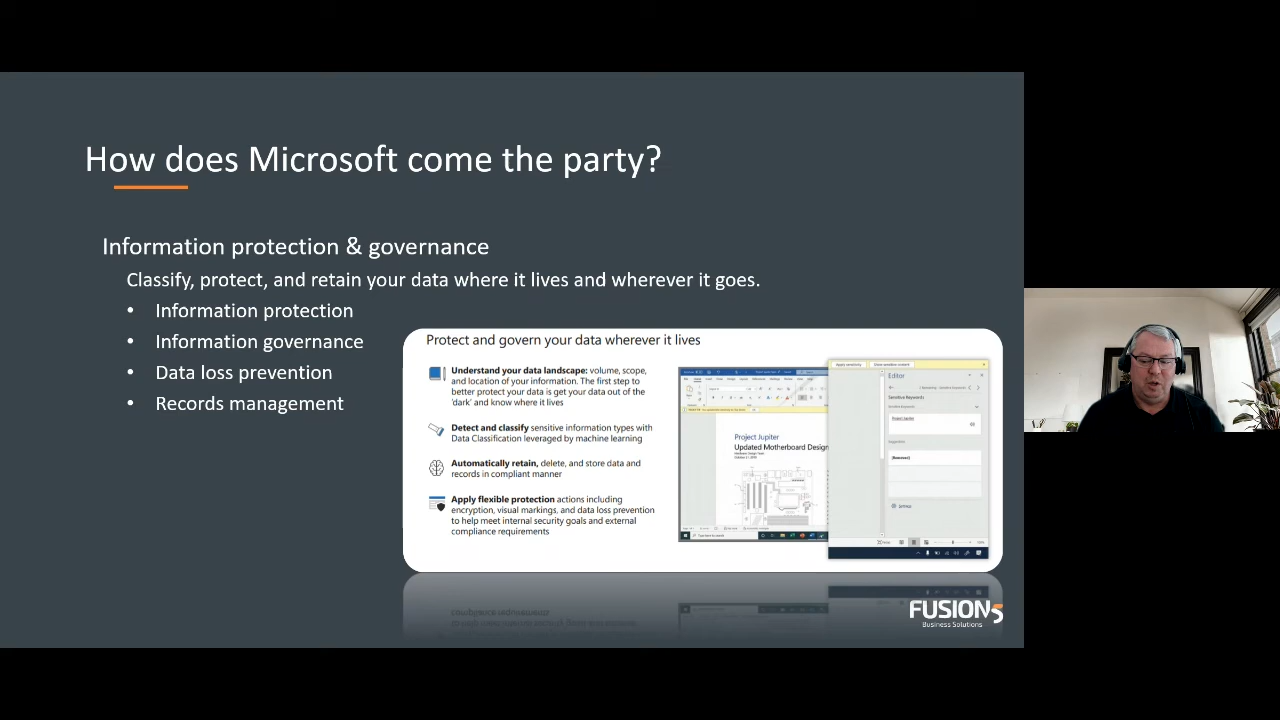 How does Microsoft come the party?
Information protection & governance
Classify, protect, and retain your data where it lives and wherever it goes.
• Information protection
• Information governance
• Data loss prevention
• Records management
Protect and govern your data wherever it lives
Understand your data landscape: volume, scope,
and location of your information. The first step to
better protect your data is get your data out of the
'dark' and know where it lives
Detect and classify sensitive information types with
Data Classification leveraged by machine learning
Automatically retain, delete, and store data and
records in compliant manner
Apply flexible protection actions including
encryption, visual markings, and data loss prevention
to help meet internal security goals and external
compliance requirements
Project Jupiter
Updated Motherboard Design
Editor
Sensitive Keywords
Project Jupiter
Suggestion
Settings
FUSION5
Business Solutions